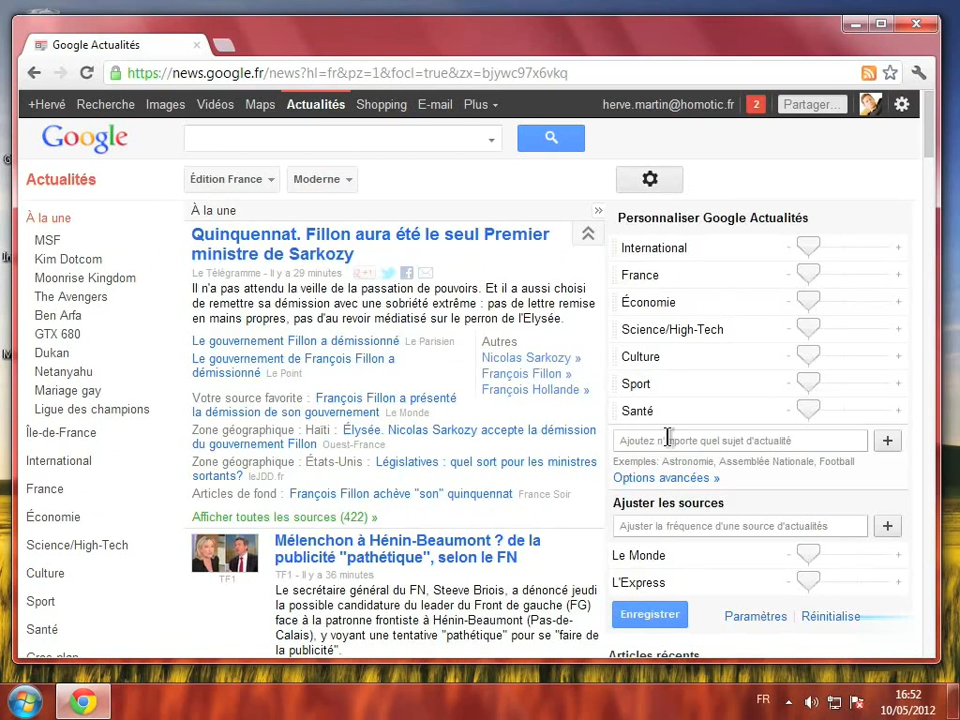 Google Actualités
https://news.google.fr/news?hl=fr&pz=1&focl=true&zx=bjywc97x6vkq
+Hervé Recherche Images Vidéos Maps Actualités Shopping E-mail Plus herve.martin@homotic.fr 2 Partager...
Google
Actualités
Édition France
Moderne
À la une
MSF
Kim Dotcom
Moonrise Kingdom
The Avengers
Ben Arfa
GTX 680
Dukan
Netanyahu
Mariage gay
Ligue des champions
Île-de-France
International
France
Économie
Science/High-Tech
Culture
Sport
Santé
Gros plan
À la une
Quinquennat. Fillon aura été le seul Premier
ministre de Sarkozy
Le Télégramme - Il y a 29 minutes
Il n'a pas attendu la veille de la passation de pouvoirs. Et il a aussi choisi
de remettre sa démission avec une sobriété extrême : pas de lettre remise
en mains propres, pas d'au revoir médiatisé sur le perron de l'Elysée.
Le gouvernement Fillon a démissionné Le Parisien
Le gouvernement de François Fillon a
démissionné Le Point
Autres
Nicolas Sarkozy »
François Fillon »
François Hollande »
Votre source favorite : François Fillon a présenté
la démission de son gouvernement Le Monde
Zone géographique : Haïti : Élysée. Nicolas Sarkozy accepte la démission
du gouvernement Fillon Ouest-France
Zone géographique : États-Unis : Législatives : quel sort pour les ministres
sortants? leJDD.fr
Articles de fond : François Fillon achève "son" quinquennat France Soir
Afficher toutes les sources (422) »
TF1
Mélenchon à Hénin-Beaumont ? de la
publicité "pathétique", selon le FN
TF1 - Il y a 36 minutes
Le secrétaire général du FN, Steeve Briois, a dénoncé jeudi
la possible candidature du leader du Front de gauche (FG)
face à la patronne frontiste à Hénin-Beaumont (Pas-de-
Calais), y voyant une tentative "pathétique" pour se "faire de
la publicité".
Personnaliser Google Actualités
International - +
France - +
Économie - +
Science/High-Tech - +
Culture - +
Sport - +
Santé - +
Ajoutez n'importe quel sujet d'actualité +
Exemples: Astronomie, Assemblée Nationale, Football
Options avancées »
Ajuster les sources
Ajuster la fréquence d'une source d'actualités +
Le Monde - +
L'Express - +
Enregistrer Paramètres Réinitialise
Articles récents
FR
16:52
10/05/2012